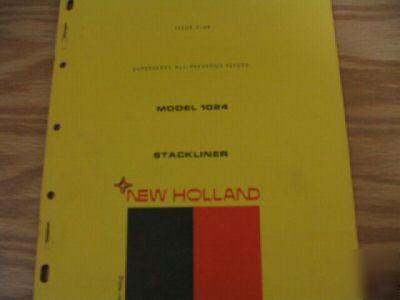 SUPERSEDES ALL PREVIOUS ISSUES
MODEL 1024
STACKLINER
NEW HOLLAND